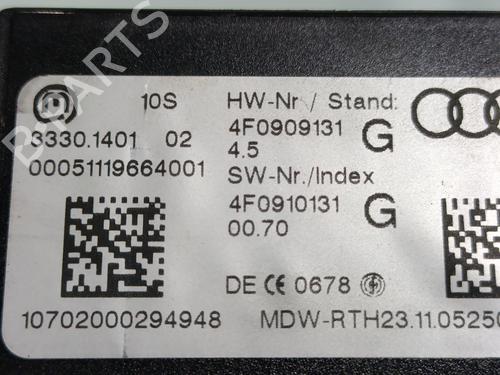 10S HW-Nr / Stand:
3330.1401 02 4F0909131 G
4.5
00051119664001 SW-Nr./Index
4F0910131 G
00.70
DE CE 0678
10702000294948 MDW-RTH23.11.05250
B PARTS